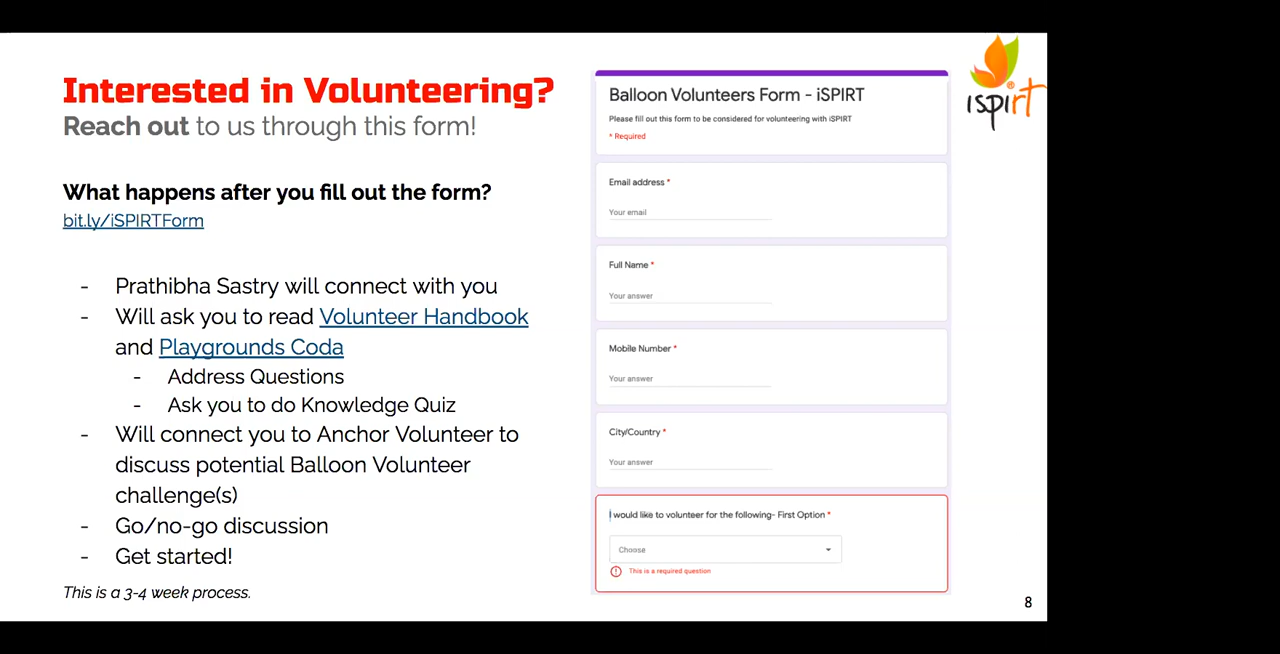 Interested in Volunteering?
Reach out to us through this form!
What happens after you fill out the form?
bit.ly/iSPIRTForm
- Prathibha Sastry will connect with you
- Will ask you to read Volunteer Handbook
and Playgrounds Coda
- Address Questions
- Ask you to do Knowledge Quiz
- Will connect you to Anchor Volunteer to
discuss potential Balloon Volunteer
challenge(s)
- Go/no-go discussion
- Get started!
This is a 3-4 week process.
Balloon Volunteers Form - iSPIRT
Please fill out this form to be considered for volunteering with iSPIRT
* Required
Email address *
Your email
Full Name *
Your answer
Mobile Number *
Your answer
City/Country *
Your answer
I would like to volunteer for the following- First Option *
Choose
This is a required question
ispirt®
8